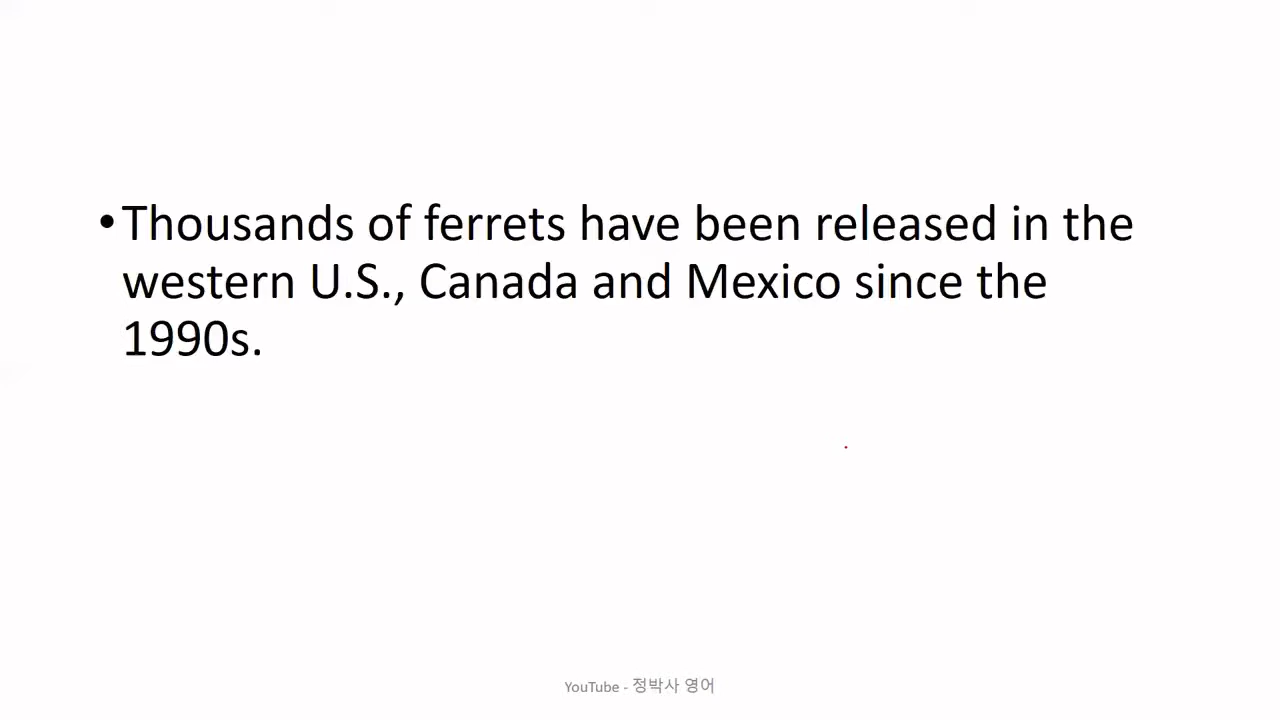 •Thousands of ferrets have been released in the
western U.S., Canada and Mexico since the
1990s.
YouTube - 정박사 영어